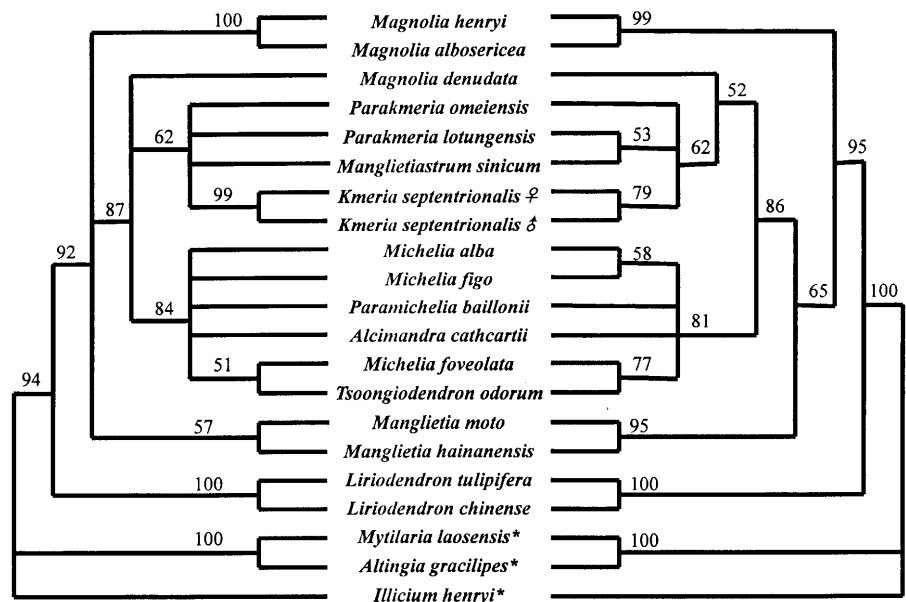 100 Magnolia henryi 99
Magnolia albosericea
Magnolia denudata 52
Parakmeria omeiensis
62 Parakmeria lotungensis 53 62 95
Manglietiastrum sinicum
99 Kmeria septentrionalis ♀ 79
87 Kmeria septentrionalis ♂ 86
92 Michelia alba 58
Michelia figo
84 Paramichelia baillonii 81 65 100
Alcimandra cathcartii
51 Michelia foveolata 77
94 Tsoongiodendron odorum
57 Manglietia moto 95
Manglietia hainanensis
100 Liriodendron tulipifera 100
Liriodendron chinense
100 Mytilaria laosensis* 100
Altingia gracilipes*
Illicium henryi*